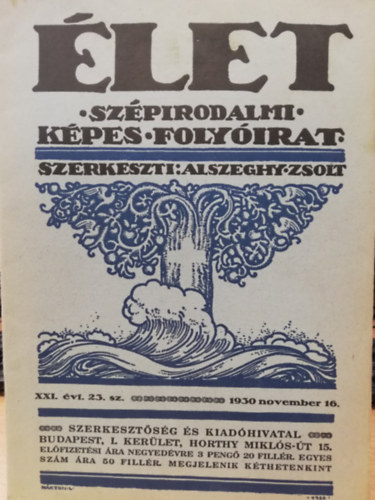 ÉLET
·SZÉPIRODALMI·
KÉPES·FOLYÓIRAT·
SZERKESZTI: ALSZEGHY·ZSOLT
XXI. évf. 23. sz. 1930 november 16.
SZERKESZTŐSÉG ÉS KIADÓHIVATAL
BUDAPEST, I. KERÜLET, HORTHY MIKLÓS-ÚT 15.
ELŐFIZETÉSI ÁRA NEGYEDÉVRE 3 PENGŐ 20 FILLÉR. EGYES
SZÁM ÁRA 50 FILLÉR. MEGJELENIK KÉTHETENKINT